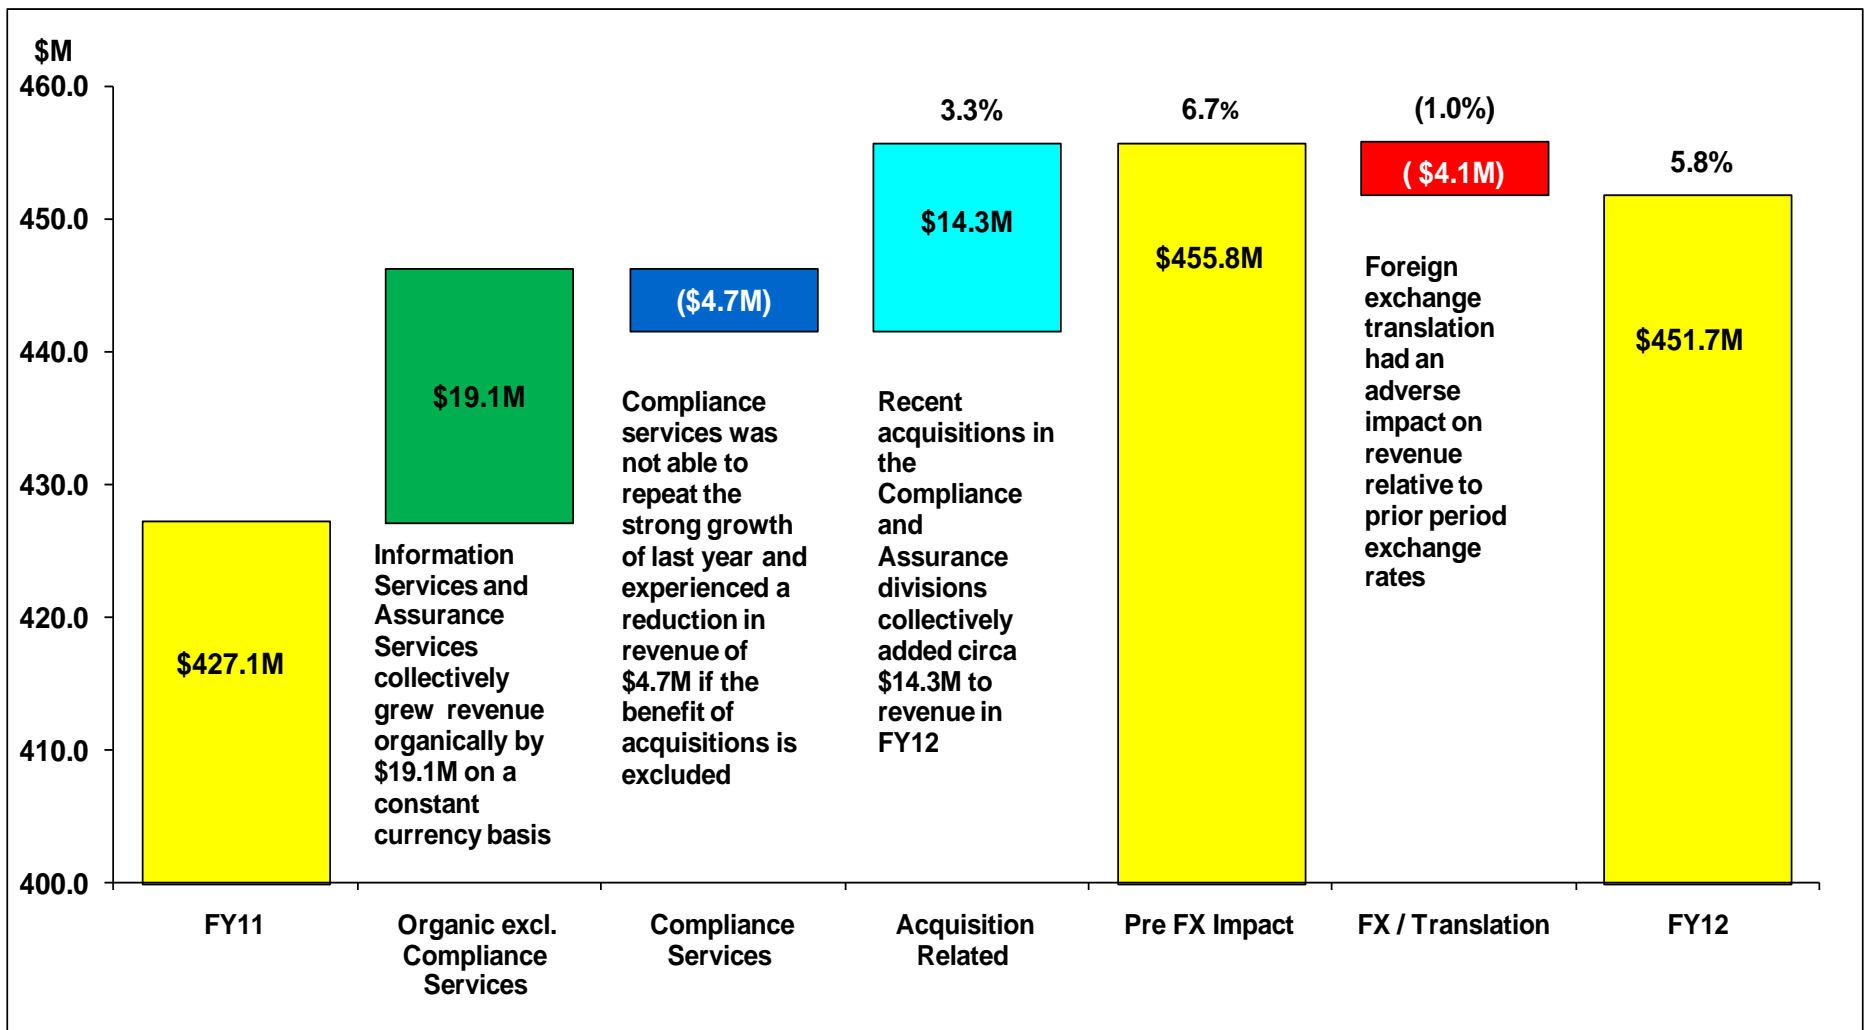 $M
460.0
450.0
440.0
430.0
420.0
410.0
400.0
$427.1M
$19.1M
Information
Services and
Assurance
Services
collectively
grew revenue
organically by
$19.1M on a
constant
currency basis
($4.7M)
Compliance
services was
not able to
repeat the
strong growth
of last year and
experienced a
reduction in
revenue of
$4.7M if the
benefit of
acquisitions is
excluded
3.3%
$14.3M
Recent
acquisitions in
the
Compliance
and
Assurance
divisions
collectively
added circa
$14.3M to
revenue in
FY12
6.7%
$455.8M
(1.0%)
( $4.1M)
Foreign
exchange
translation
had an
adverse
impact on
revenue
relative to
prior period
exchange
rates
5.8%
$451.7M
FY11
Organic excl.
Compliance
Services
Compliance
Services
Acquisition
Related
Pre FX Impact
FX / Translation
FY12